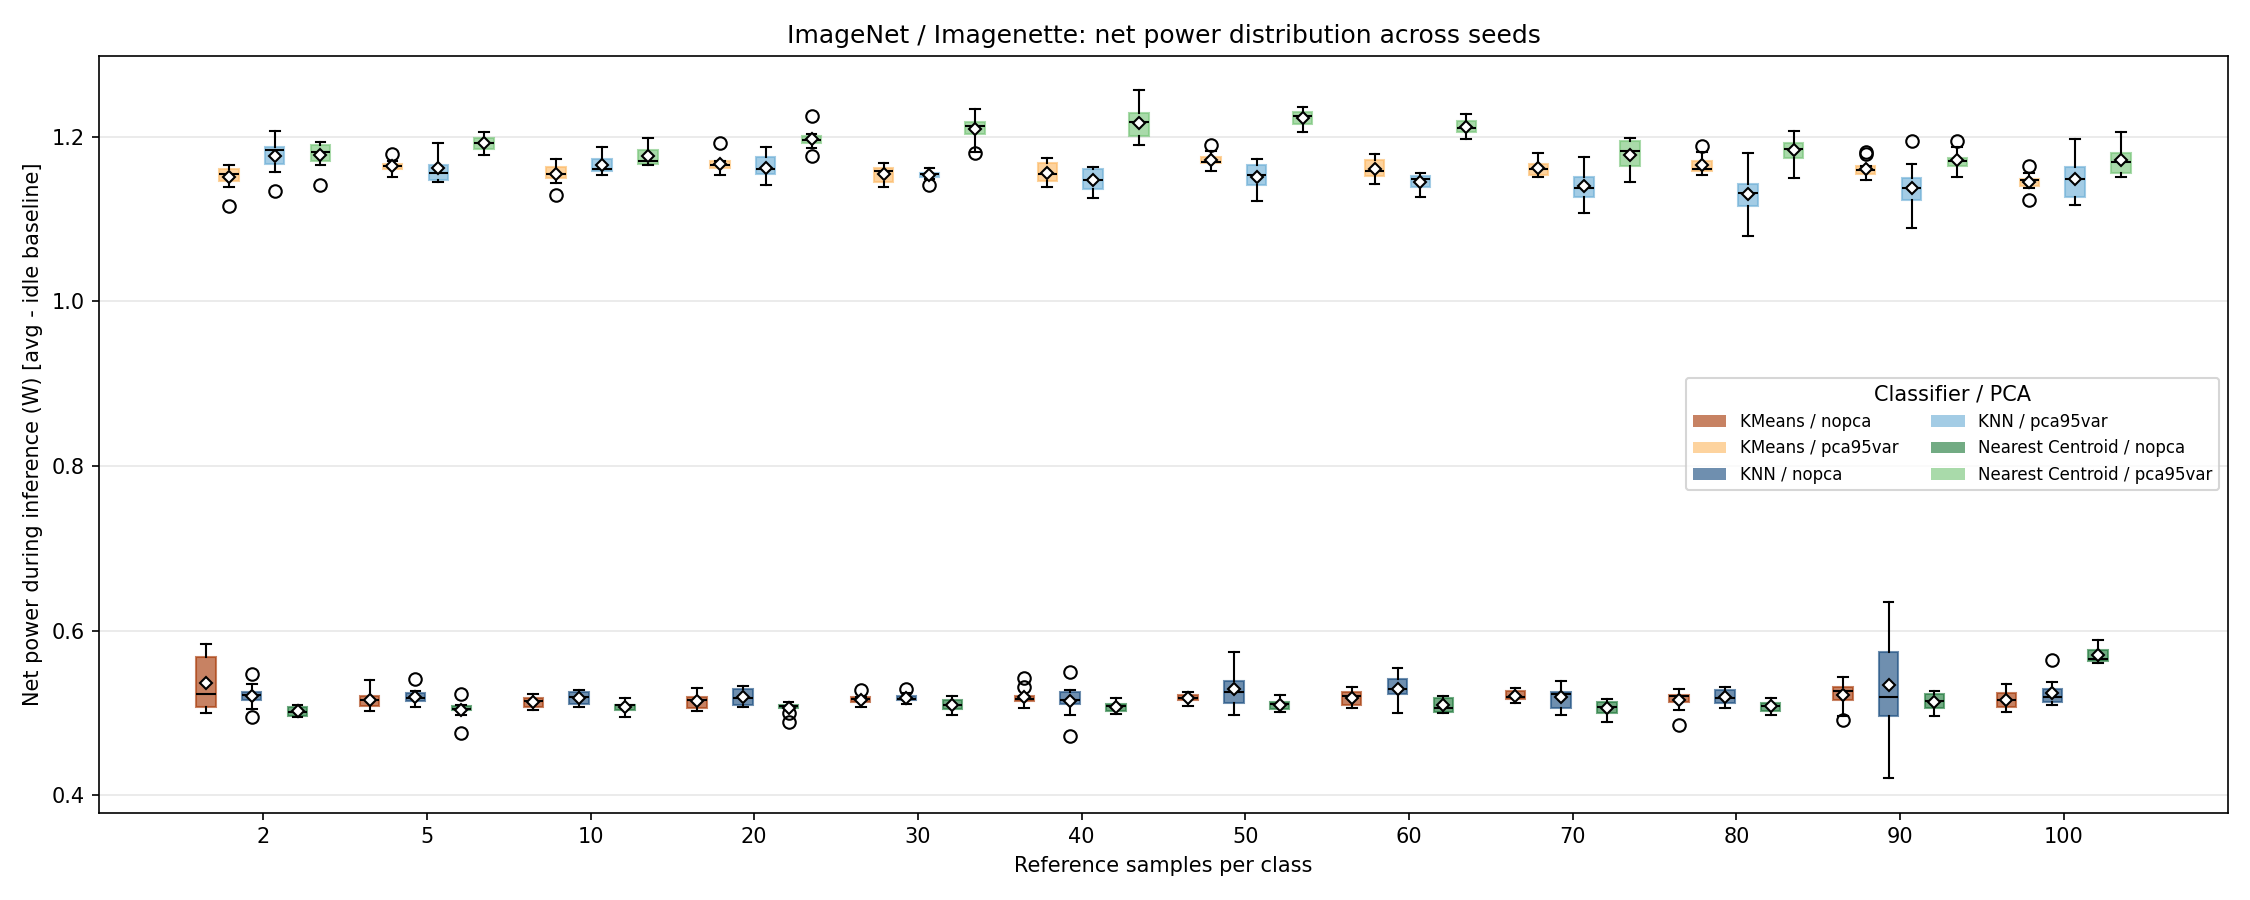 ImageNet / Imagenette: net power distribution across seeds
Net power during inference (W) [avg - idle baseline]
1.2
1.0
0.8
0.6
0.4
Classifier / PCA
KMeans / nopca
KMeans / pca95var
KNN / nopca
KNN / pca95var
Nearest Centroid / nopca
Nearest Centroid / pca95var
2 5 10 20 30 40 50 60 70 80 90 100
Reference samples per class